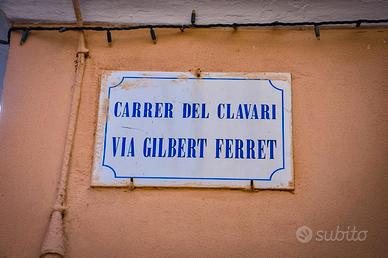 CARRER DEL CLAVARI
VIA GILBERT FERRET
subito